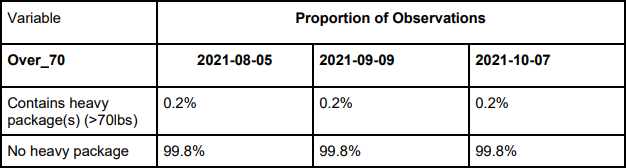 Variable Proportion of Observations
Over_70 2021-08-05 2021-09-09 2021-10-07
Contains heavy
package(s) (>70lbs) 0.2% 0.2% 0.2%
No heavy package 99.8% 99.8% 99.8%